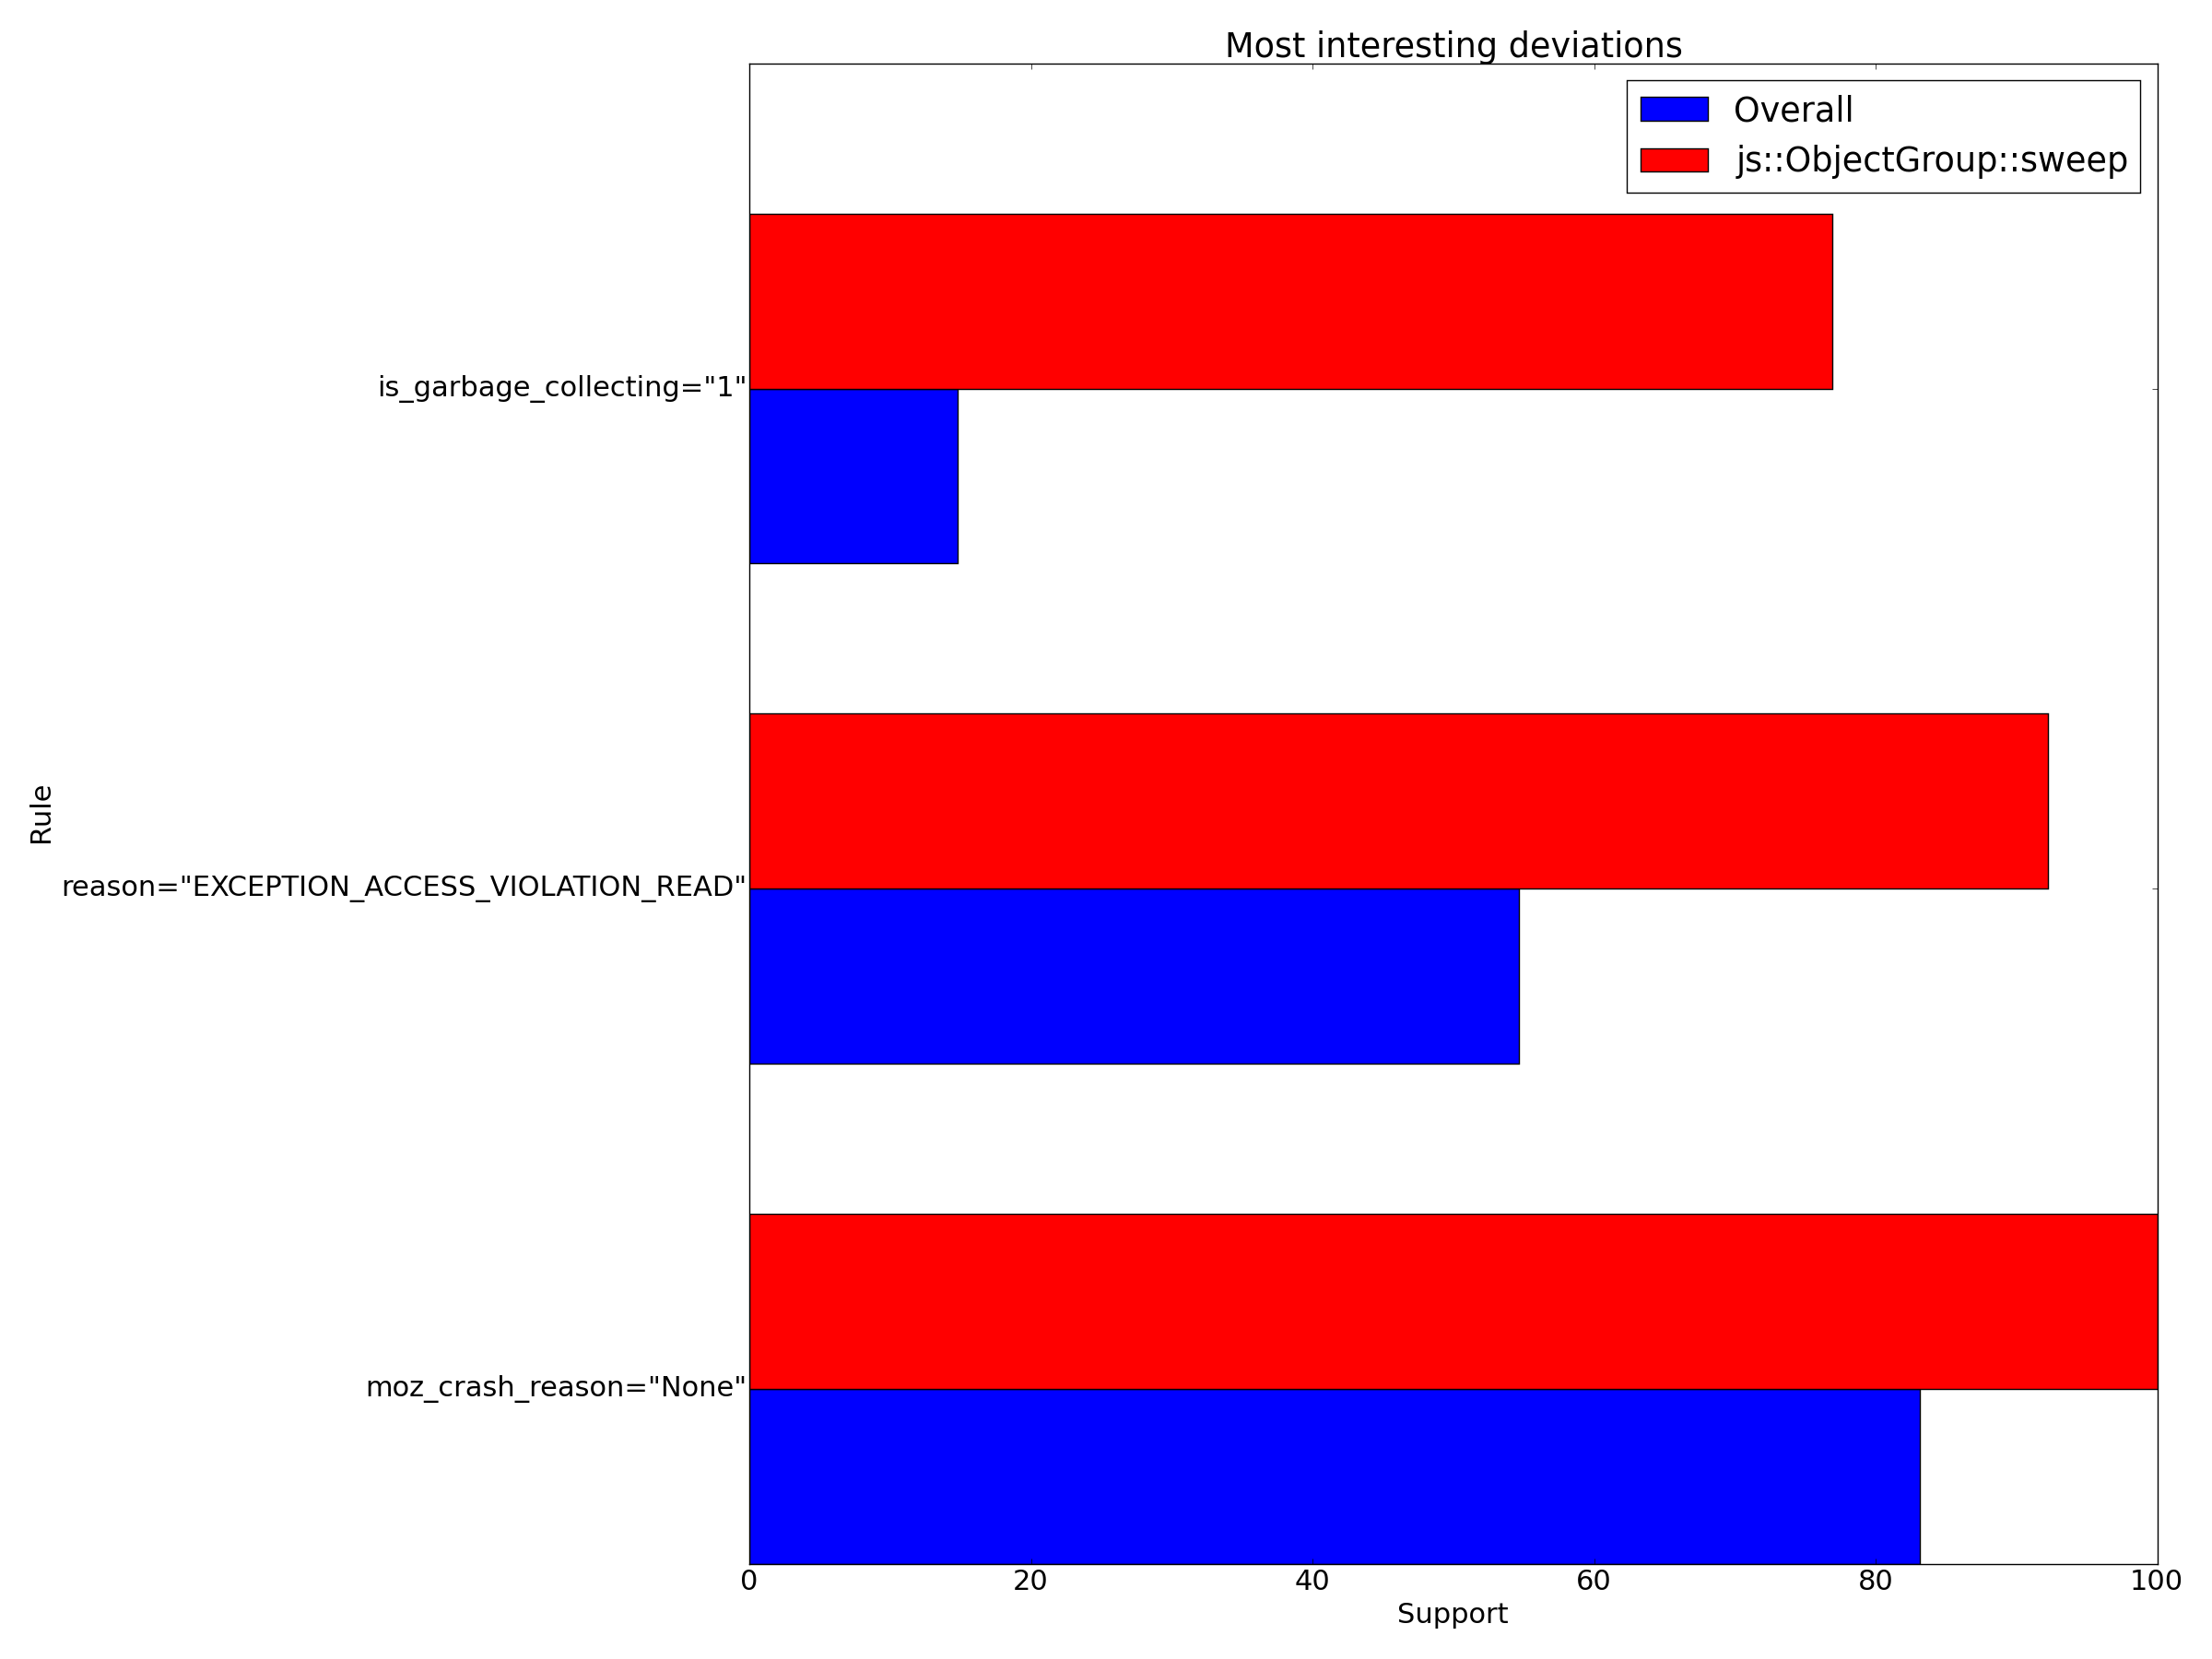 Most interesting deviations
Overall
js::ObjectGroup::sweep
is_garbage_collecting="1"
Rule
reason="EXCEPTION_ACCESS_VIOLATION_READ"
moz_crash_reason="None"
0 20 40 60 80 100
Support